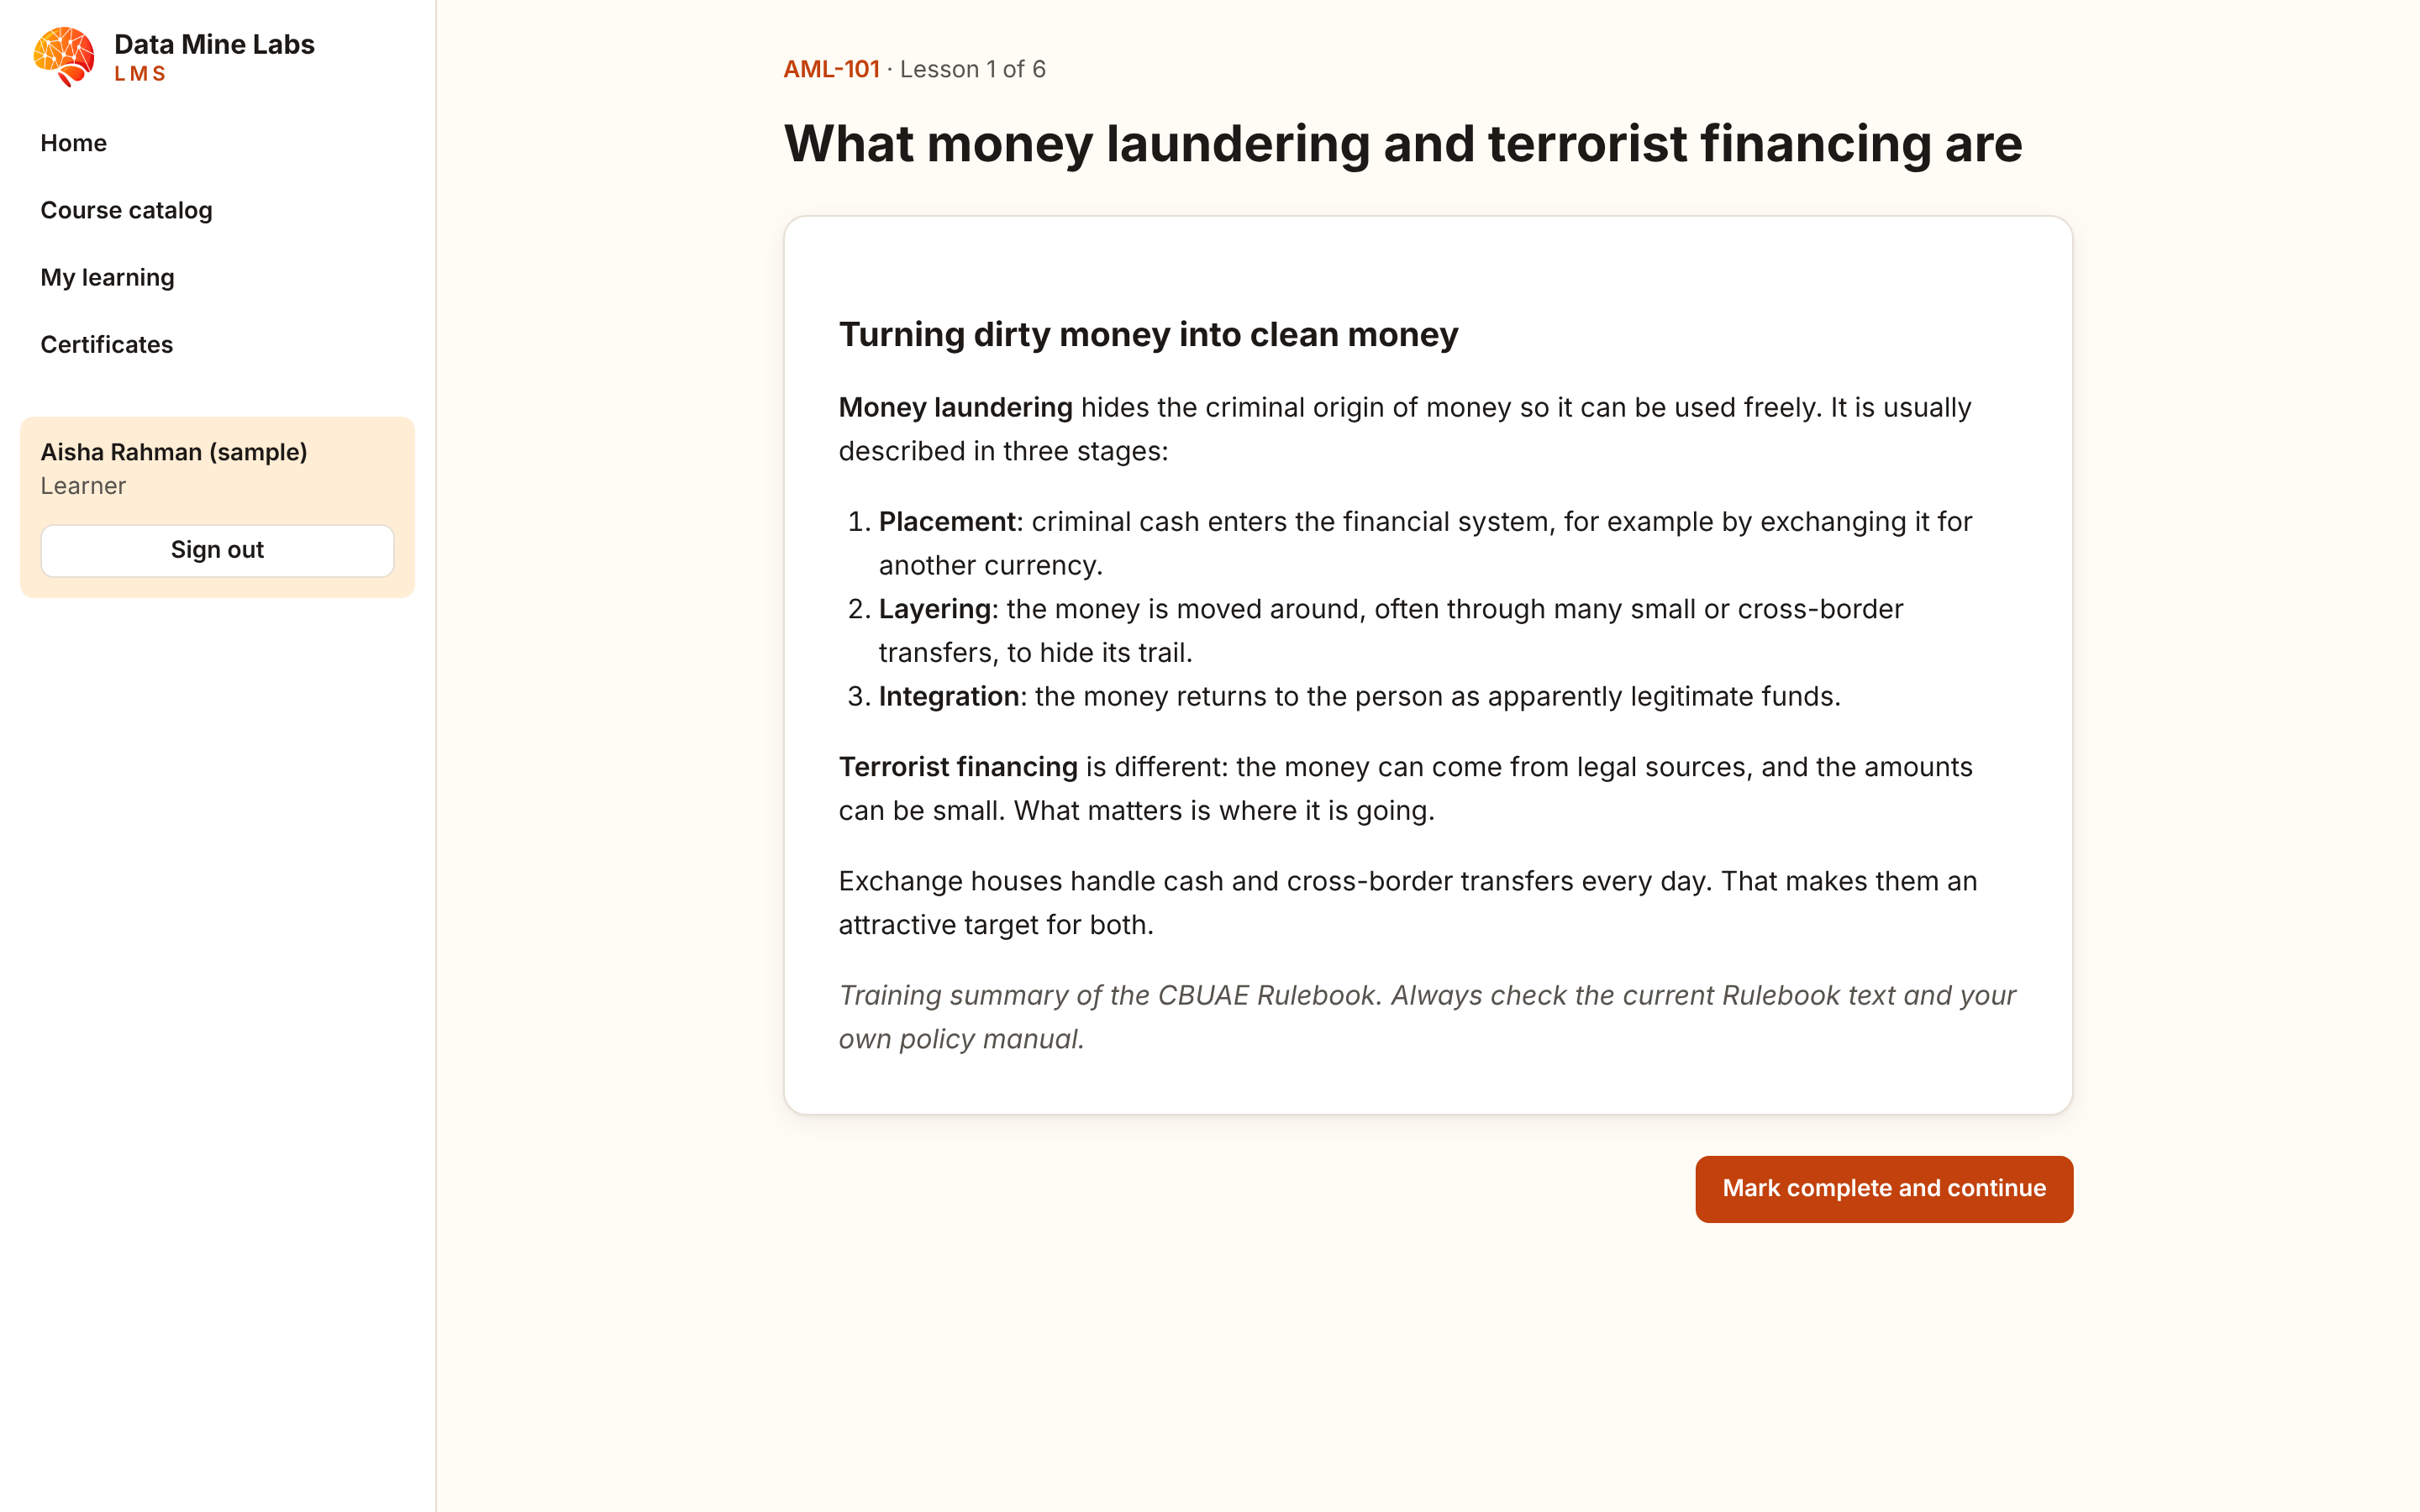 Data Mine Labs
LMS
Home
Course catalog
My learning
Certificates
Aisha Rahman (sample)
Learner
Sign out
AML-101 · Lesson 1 of 6
What money laundering and terrorist financing are
Turning dirty money into clean money
Money laundering hides the criminal origin of money so it can be used freely. It is usually
described in three stages:
1. Placement: criminal cash enters the financial system, for example by exchanging it for
another currency.
2. Layering: the money is moved around, often through many small or cross-border
transfers, to hide its trail.
3. Integration: the money returns to the person as apparently legitimate funds.
Terrorist financing is different: the money can come from legal sources, and the amounts
can be small. What matters is where it is going.
Exchange houses handle cash and cross-border transfers every day. That makes them an
attractive target for both.
Training summary of the CBUAE Rulebook. Always check the current Rulebook text and your
own policy manual.
Mark complete and continue